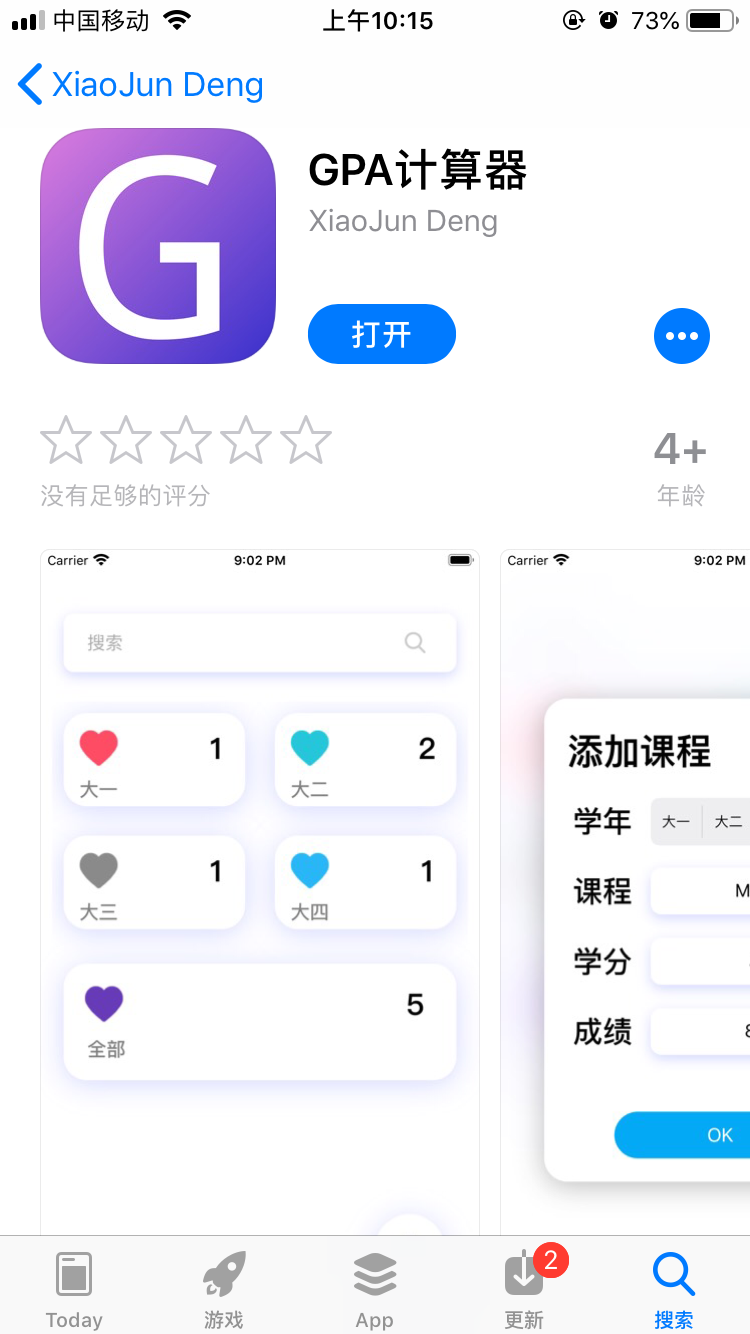 中国移动 上午10:15 73%
XiaoJun Deng
G
GPA计算器
XiaoJun Deng
打开
4+
没有足够的评分 年龄
Carrier 9:02 PM
搜索
1 2
大一 大二
1 1
大三 大四
5
全部
Carrier 9:02 PM
添加课程
学年 大一 大二
课程 M
学分
成绩 8
OK
2
Today 游戏 App 更新 搜索